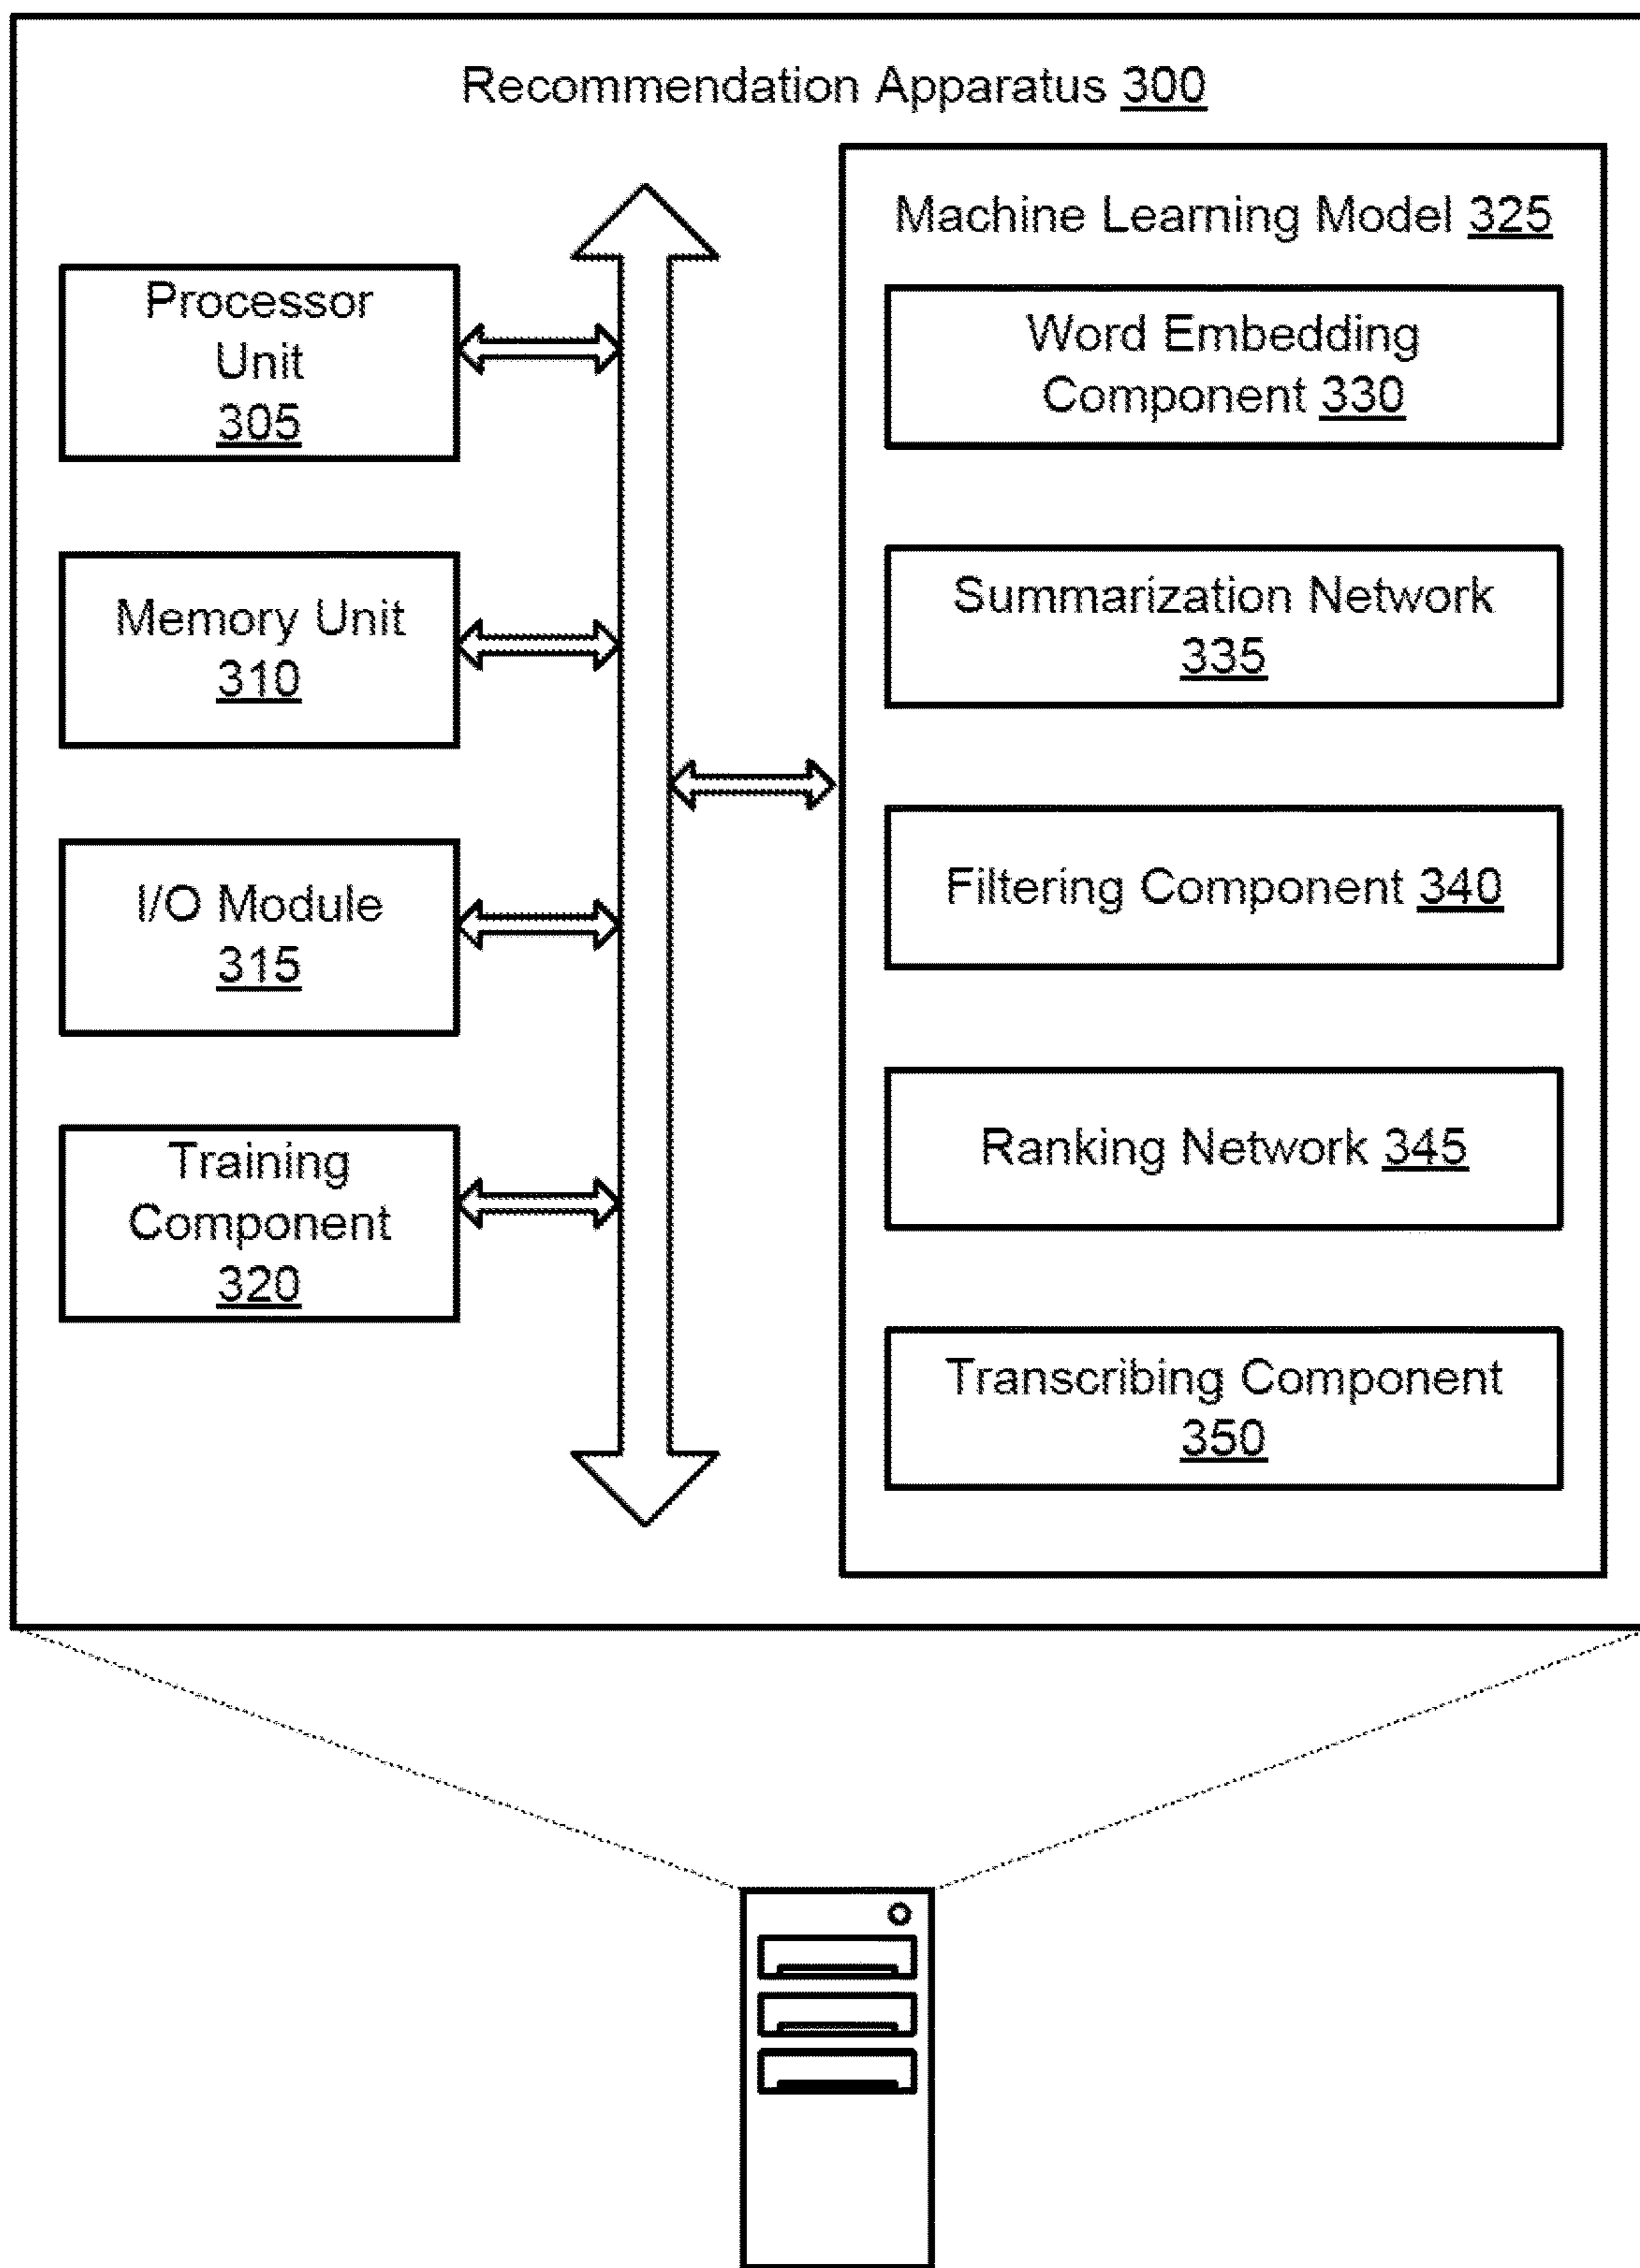 Recommendation Apparatus 300
Processor
Unit
305
Memory Unit
310
I/O Module
315
Training
Component
320
Machine Learning Model 325
Word Embedding
Component 330
Summarization Network
335
Filtering Component 340
Ranking Network 345
Transcribing Component
350